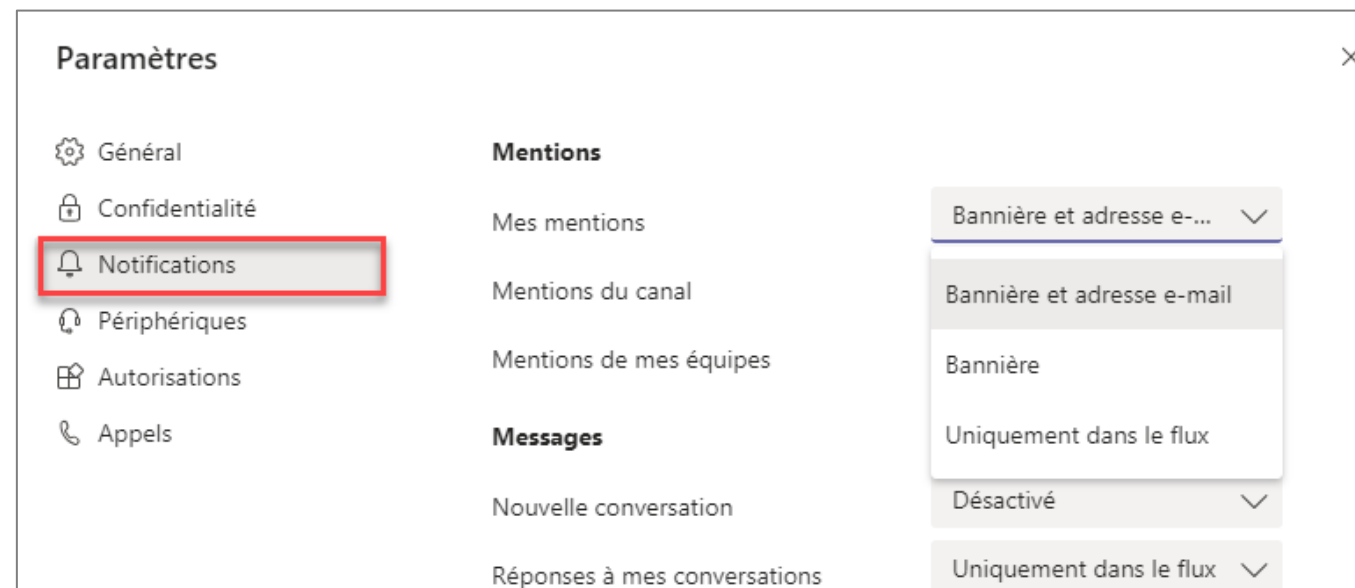 Paramètres
Général
Confidentialité
Notifications
Périphériques
Autorisations
Appels
Mentions
Mes mentions
Bannière et adresse e-...
Bannière et adresse e-mail
Bannière
Uniquement dans le flux
Mentions du canal
Mentions de mes équipes
Messages
Nouvelle conversation
Désactivé
Réponses à mes conversations
Uniquement dans le flux